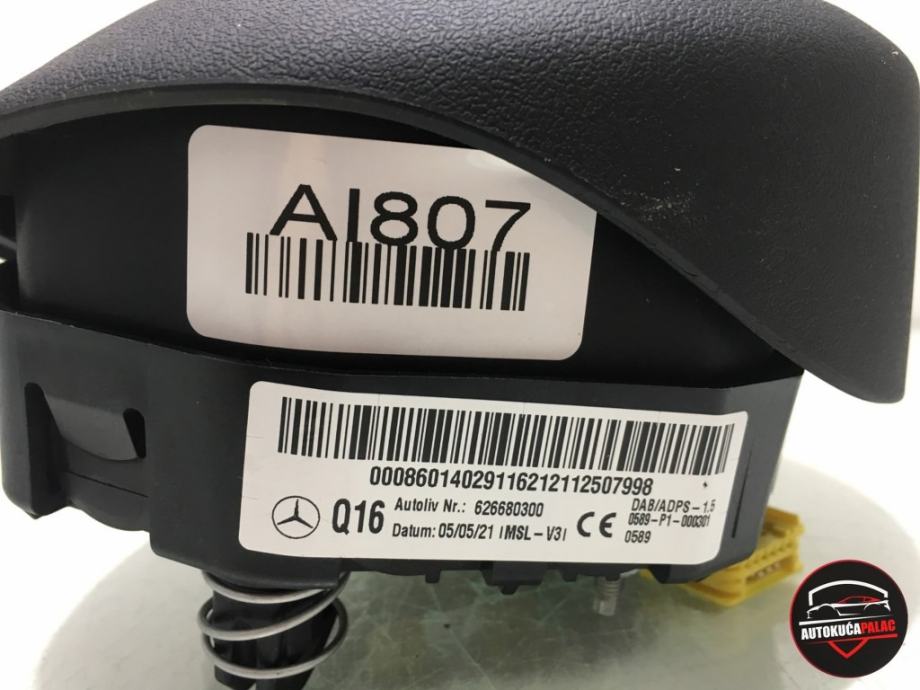 AI807
00086014029116212112507998
Q16 Autoliv Nr.: 626680300
Datum: 05/05/21 |MSL-V3|
CE
DAB/ADPS-1,5
0589-P1-000301
0589
AUTOKUĆAPALAC